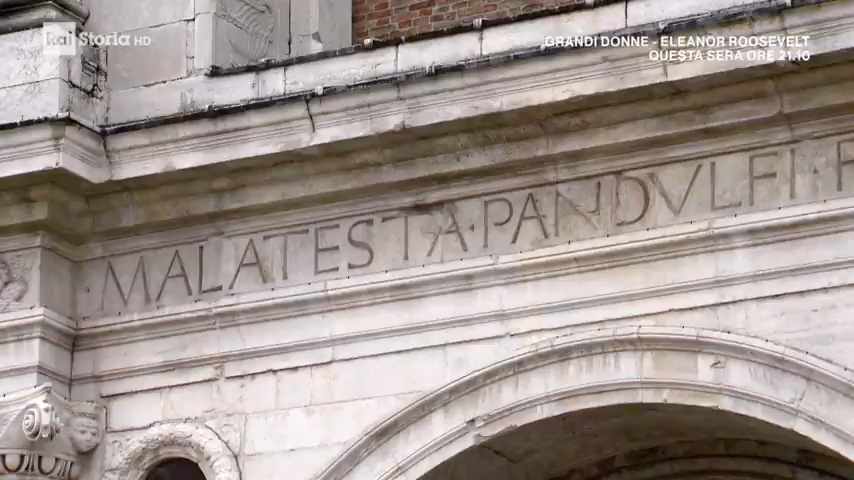 Rai Storia HD
GRANDI DONNE - ELEANOR ROOSEVELT
QUESTA SERA ORE 21.10
MALATESTA·PANDVLFI·F